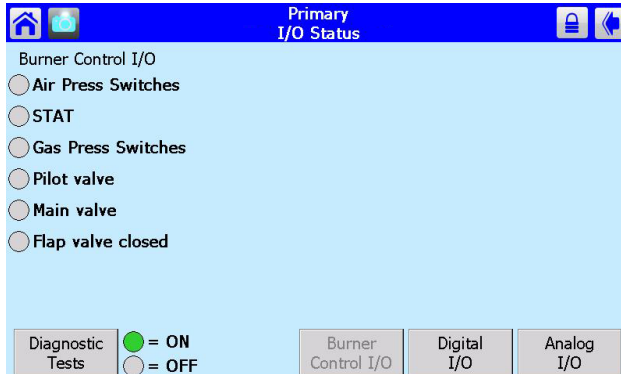 Primary
I/O Status
Burner Control I/O
Air Press Switches
STAT
Gas Press Switches
Pilot valve
Main valve
Flap valve closed
Diagnostic
Tests
= ON
= OFF
Burner
Control I/O
Digital
I/O
Analog
I/O